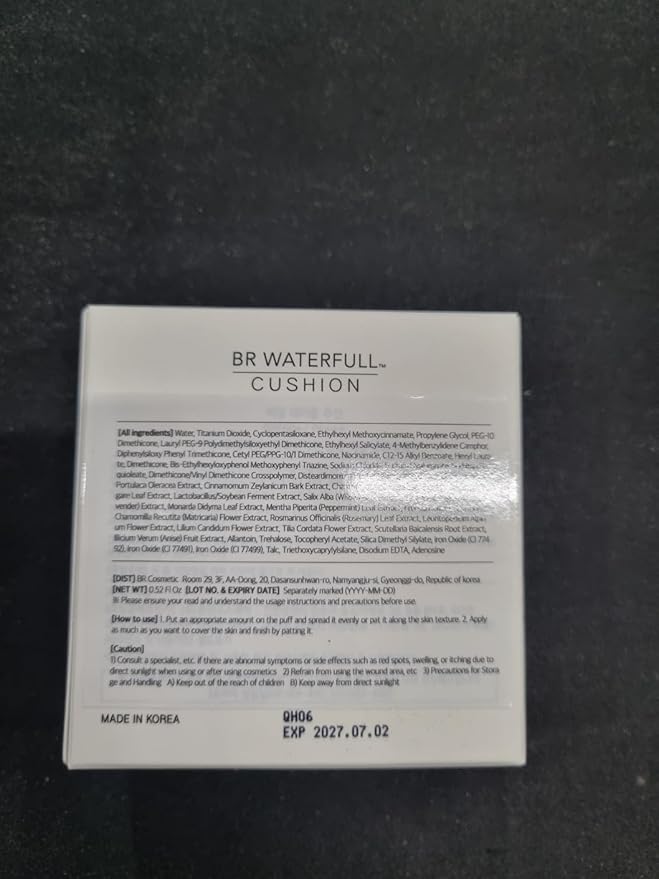 BR WATERFULL™
CUSHION
[All ingredients] Water, Titanium Dioxide, Cyclopentasiloxane, Ethylhexyl Methoxycinnamate, Propylene Glycol, PEG-10
Dimethicone, Lauryl PEG-9 Polydimethylsiloxyethyl Dimethicone, Ethylhexyl Salicylate, 4-Methylbenzylidene Camphor,
Diphenylsiloxy Phenyl Trimethicone, Cetyl PEG/PPG-10/1 Dimethicone, Niacinamide, C12-15 Alkyl Benzoate, Hexyl Laura
te, Dimethicone, Bis-Ethylhexyloxyphenol Methoxyphenyl Triazine, Sodium Chloride,
quioleate, Dimethicone/Vinyl Dimethicone Crosspolymer,
Portulaca Oleracea Extract, Cinnamomum Zeylanicum Bark Extract,
gare Leaf Extract, Lactobacillus/Soybean Ferment Extract, Salix Alba
vender) Extract, Monarda Didyma Leaf Extract, Mentha Piperita (Peppermint) Leaf Extract,
Chamomilla Recutita (Matricaria) Flower Extract, Rosmarinus Officinalis (Rosemary) Leaf Extract, Leontopodium Alpin
um Flower Extract, Lilium Candidum Flower Extract, Tilia Cordata Flower Extract, Scutellaria Baicalensis Root Extract,
Illicium Verum (Anise) Fruit Extract, Allantoin, Trehalose, Tocopheryl Acetate, Silica Dimethyl Silylate, Iron Oxide (CI 774
92), Iron Oxide (CI 77491), Iron Oxide (CI 77499), Talc, Triethoxycaprylylsilane, Disodium EDTA, Adenosine
[DIST] BR Cosmetic Room 29, 3F, AA-Dong, 20, Dasansunhwan-ro, Namyangju-si, Gyeonggi-do, Republic of korea
[NET WT] 0.52 Fl Oz [LOT NO. & EXPIRY DATE] Separately marked (YYYY-MM-DD)
※ Please ensure your read and understand the usage instructions and precautions before use.
[How to use] 1. Put an appropriate amount on the puff and spread it evenly or pat it along the skin texture. 2. Apply
as much as you want to cover the skin and finish by patting it.
[Caution]
1) Consult a specialist, etc. if there are abnormal symptoms or side effects such as red spots, swelling, or itching due to
direct sunlight when using or after using cosmetics 2) Refrain from using the wound area, etc 3) Precautions for Stora
ge and Handling A) Keep out of the reach of children B) Keep away from direct sunlight
MADE IN KOREA
QH06
EXP 2027.07.02